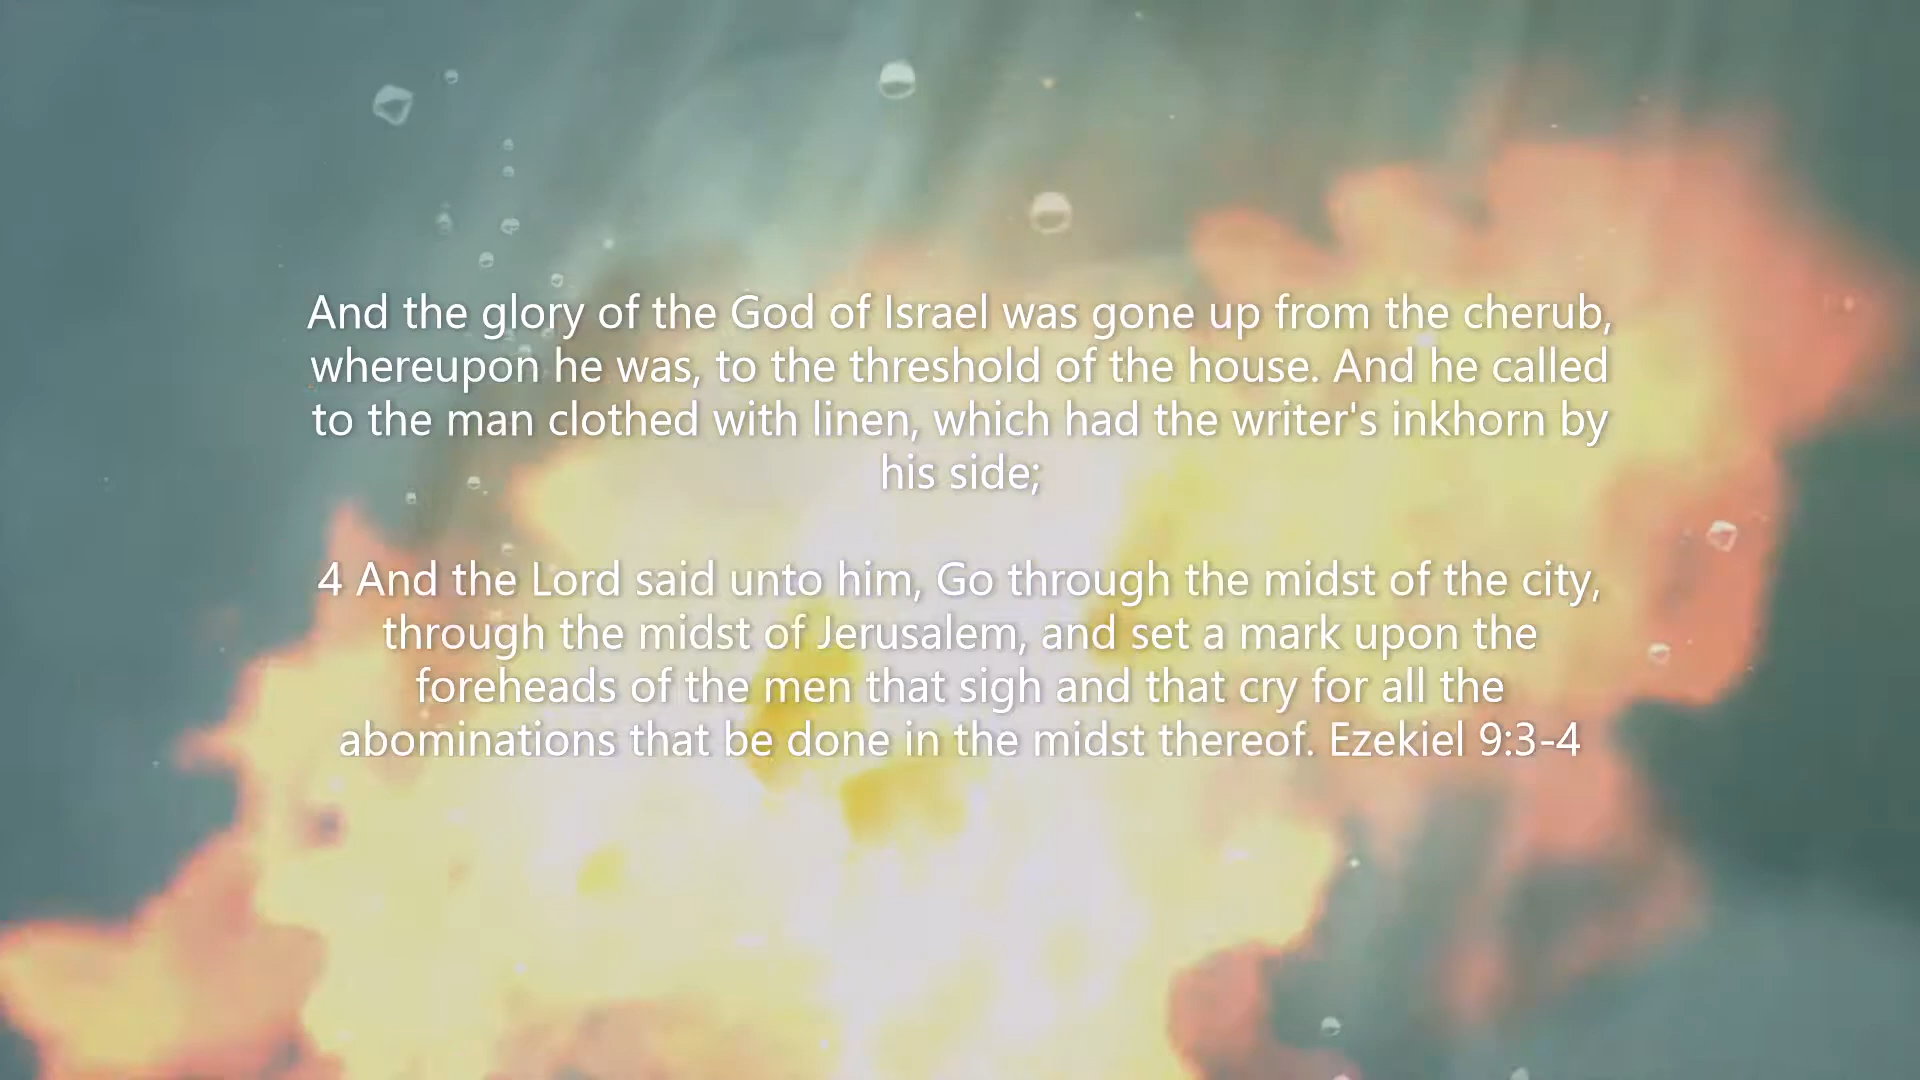 And the glory of the God of Israel was gone up from the cherub,
whereupon he was, to the threshold of the house. And he called
to the man clothed with linen, which had the writer's inkhorn by
his side;
4 And the Lord said unto him, Go through the midst of the city,
through the midst of Jerusalem, and set a mark upon the
foreheads of the men that sigh and that cry for all the
abominations that be done in the midst thereof. Ezekiel 9:3-4